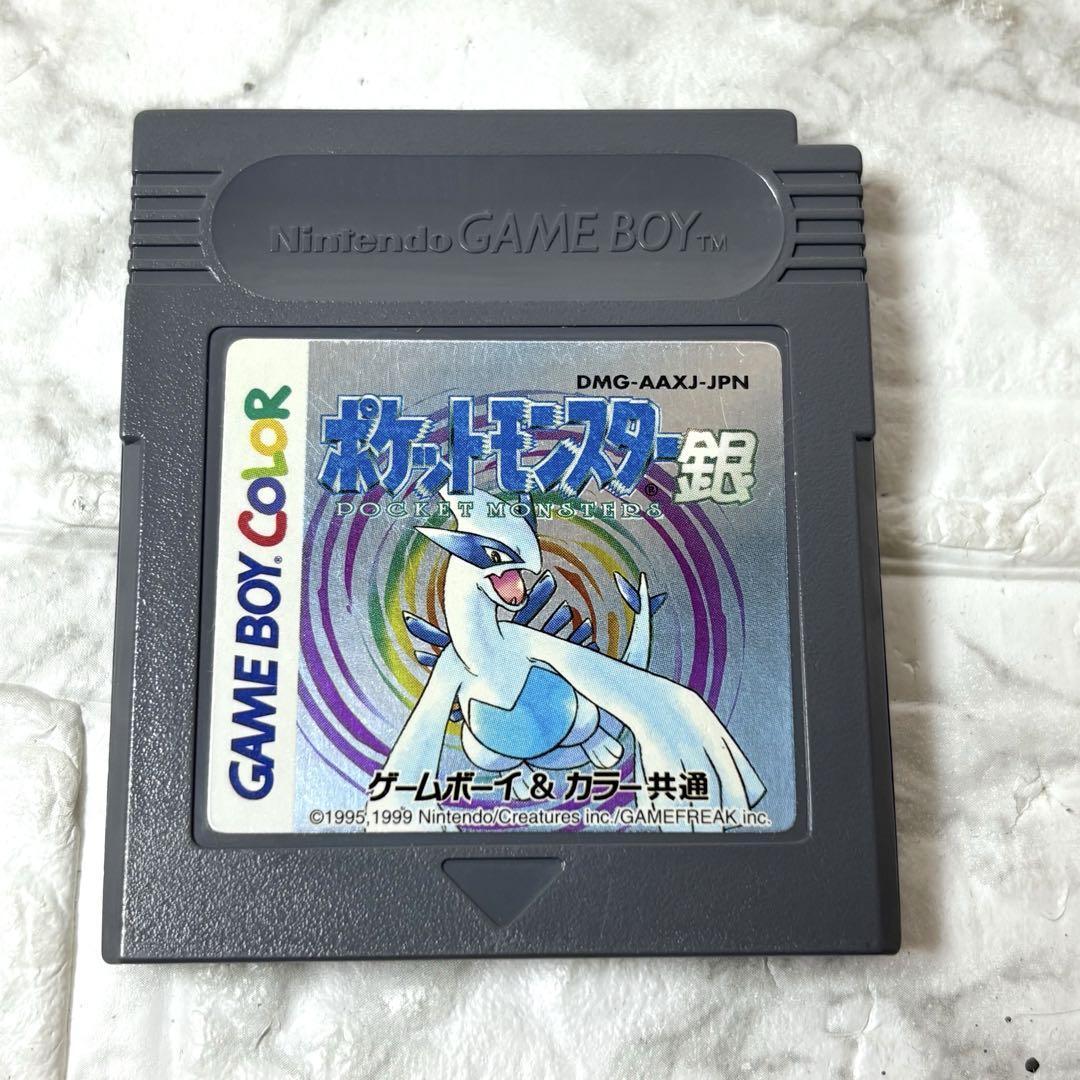 Nintendo GAME BOY™
GAME BOY® COLOR
DMG-AAXJ-JPN
ポケットモンスター®銀
POCKET MONSTERS
ゲームボーイ & カラー共通
©1995,1999 Nintendo/Creatures inc./GAMEFREAK inc.